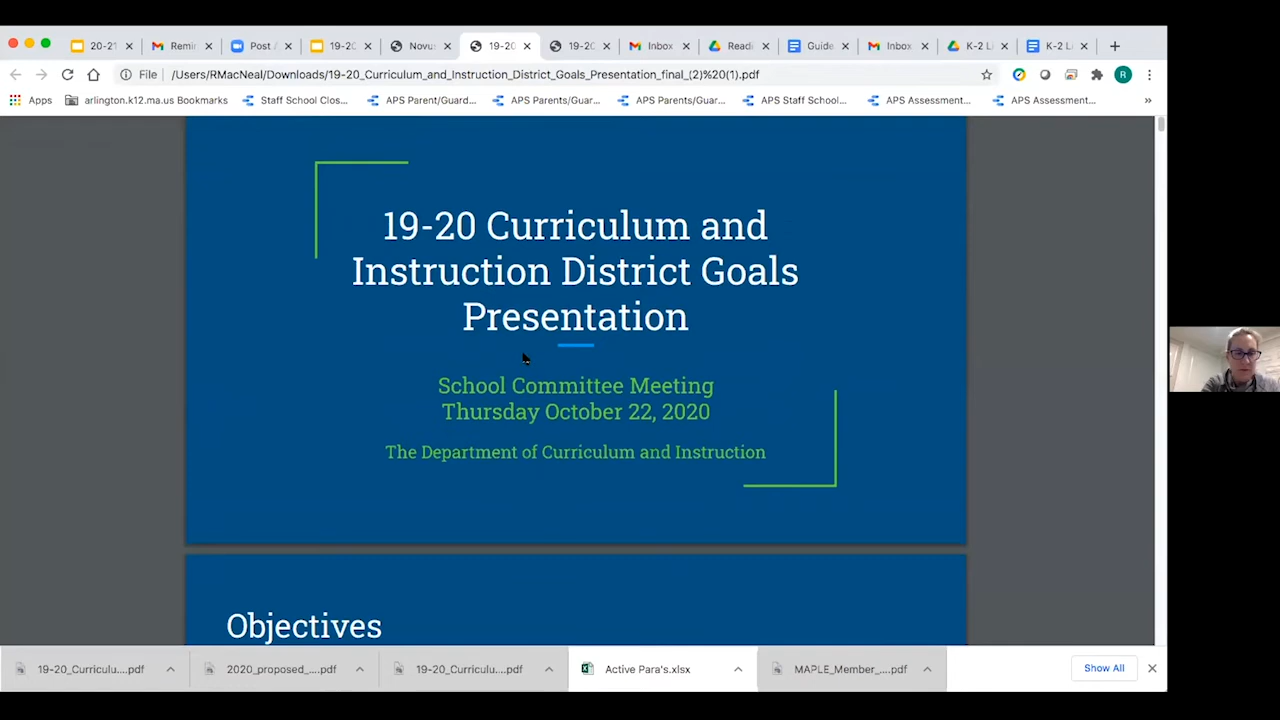 20-21
Remi
Post /
19-20
Novus
19-20
19-20
Inbox
Readi
Guide
Inbox
K-2 Li
K-2 Li
File
/Users/RMacNeal/Downloads/19-20_Curriculum_and_Instruction_District_Goals_Presentation_final_(2)%20(1).pdf
R
Apps
arlington.k12.ma.us Bookmarks
Staff School Clos...
APS Parent/Guard...
APS Parents/Guar...
APS Parents/Guar...
APS Staff School...
APS Assessment...
APS Assessment...
»
19-20 Curriculum and
Instruction District Goals
Presentation
School Committee Meeting
Thursday October 22, 2020
The Department of Curriculum and Instruction
Objectives
19-20_Curriculu....pdf
2020_proposed_....pdf
19-20_Curriculu....pdf
Active Para's.xlsx
MAPLE_Member_....pdf
Show All